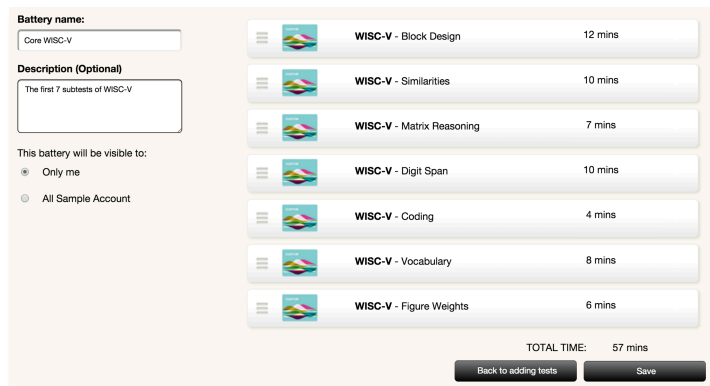 Battery name:
Core WISC-V
Description (Optional)
The first 7 subtests of WISC-V
This battery will be visible to:
Only me
All Sample Account
WISC-V - Block Design 12 mins
WISC-V - Similarities 10 mins
WISC-V - Matrix Reasoning 7 mins
WISC-V - Digit Span 10 mins
WISC-V - Coding 4 mins
WISC-V - Vocabulary 8 mins
WISC-V - Figure Weights 6 mins
TOTAL TIME: 57 mins
Back to adding tests Save